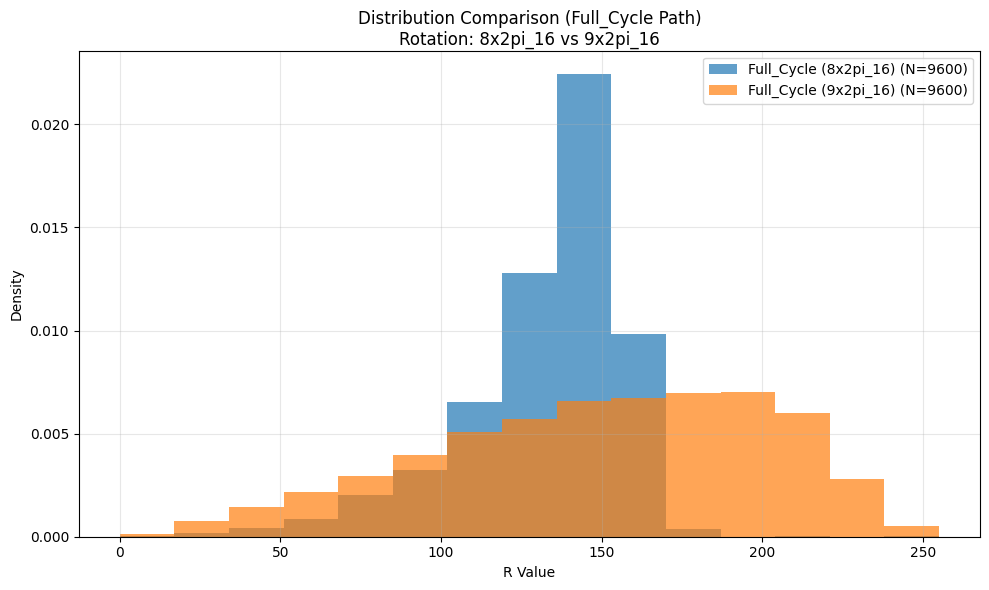 Distribution Comparison (Full_Cycle Path)
Rotation: 8x2pi_16 vs 9x2pi_16
Full_Cycle (8x2pi_16) (N=9600)
Full_Cycle (9x2pi_16) (N=9600)
Density
0.020
0.015
0.010
0.005
0.000
0
50
100
150
200
250
R Value